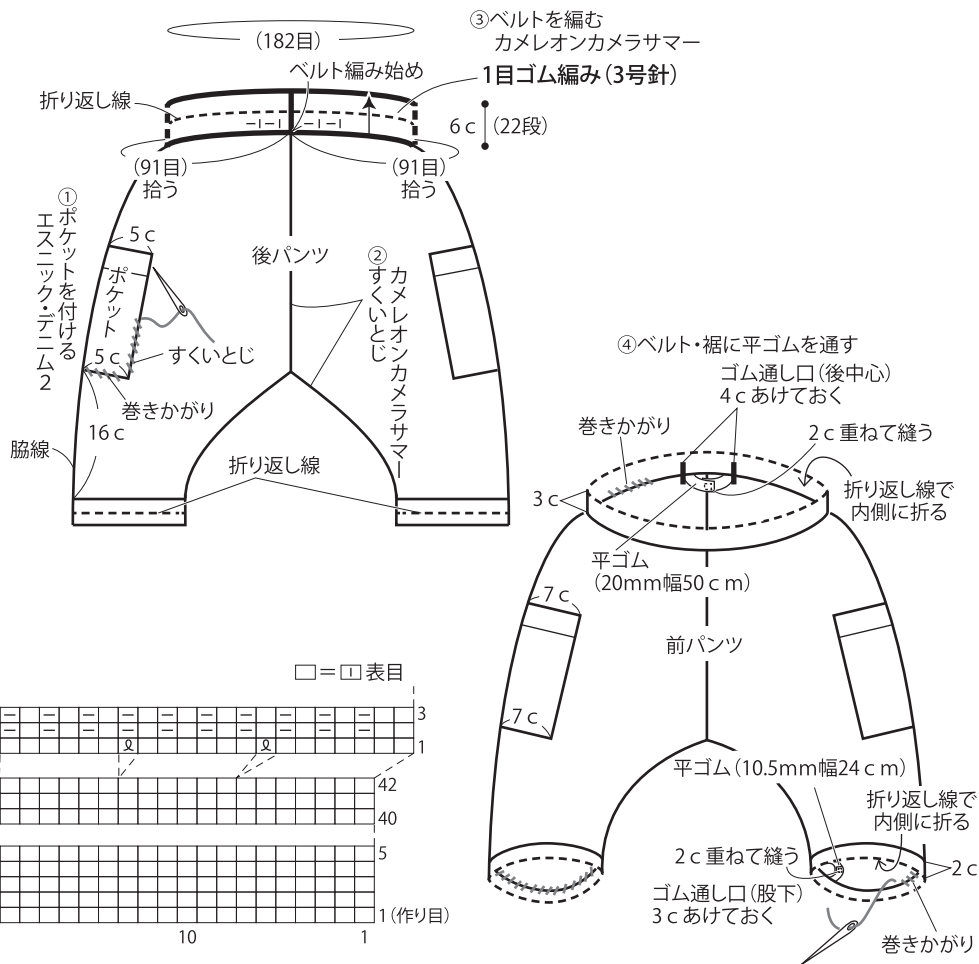 (182目)
③ベルトを編む
カメレオンカメラサマー
1目ゴム編み(3号針)
ベルト編み始め
折り返し線
6c
(22段)
(91目)
拾う
(91目)
拾う
①ポケットを付ける
エスニック・デニム2
5c
ポケット
5c
すくいとじ
巻きかがり
16c
脇線
後パンツ
②すくいとじ
カメレオンカメラサマー
折り返し線
④ベルト・裾に平ゴムを通す
ゴム通し口(後中心)
4cあけておく
巻きかがり
2c重ねて縫う
3c
折り返し線で
内側に折る
平ゴム
(20mm幅50cm)
7c
前パンツ
7c
平ゴム(10.5mm幅24cm)
折り返し線で
内側に折る
2c重ねて縫う
2c
ゴム通し口(股下)
3cあけておく
巻きかがり
□=|表目
3
1
42
40
5
1(作り目)
10
1